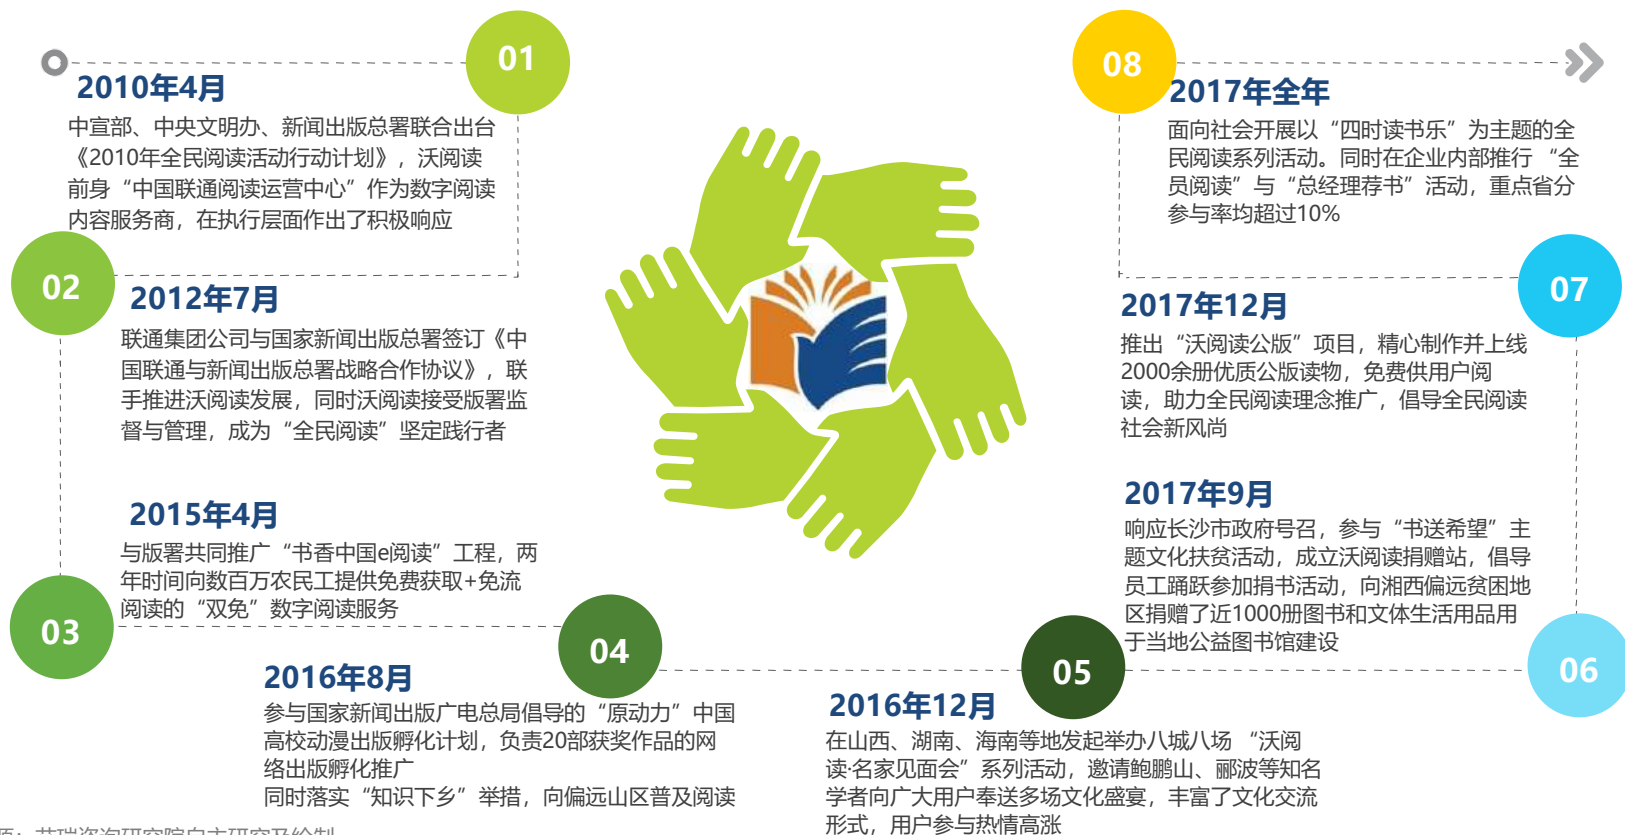 01
2010年4月
中宣部、中央文明办、新闻出版总署联合出台
《2010年全民阅读活动行动计划》，沃阅读
前身“中国联通阅读运营中心”作为数字阅读
内容服务商，在执行层面作出了积极响应
02
2012年7月
联通集团公司与国家新闻出版总署签订《中
国联通与新闻出版总署战略合作协议》，联
手推进沃阅读发展，同时沃阅读接受版署监
督与管理，成为“全民阅读”坚定践行者
2015年4月
与版署共同推广“书香中国e阅读”工程，两
年时间向数百万农民工提供免费获取+免流
阅读的“双免”数字阅读服务
03
04
2016年8月
参与国家新闻出版广电总局倡导的“原动力”中国
高校动漫出版孵化计划，负责20部获奖作品的网
络出版孵化推广
同时落实“知识下乡”举措，向偏远山区普及阅读
05
2016年12月
在山西、湖南、海南等地发起举办八城八场 “沃阅
读·名家见面会”系列活动，邀请鲍鹏山、郦波等知名
学者向广大用户奉送多场文化盛宴，丰富了文化交流
形式，用户参与热情高涨
06
2017年9月
响应长沙市政府号召，参与“书送希望”主
题文化扶贫活动，成立沃阅读捐赠站，倡导
员工踊跃参加捐书活动，向湘西偏远贫困地
区捐赠了近1000册图书和文体生活用品用
于当地公益图书馆建设
07
2017年12月
推出“沃阅读公版”项目，精心制作并上线
2000余册优质公版读物，免费供用户阅
读，助力全民阅读理念推广，倡导全民阅读
社会新风尚
08
2017年全年
面向社会开展以“四时读书乐”为主题的全
民阅读系列活动。同时在企业内部推行 “全
员阅读”与“总经理荐书”活动，重点省分
参与率均超过10%